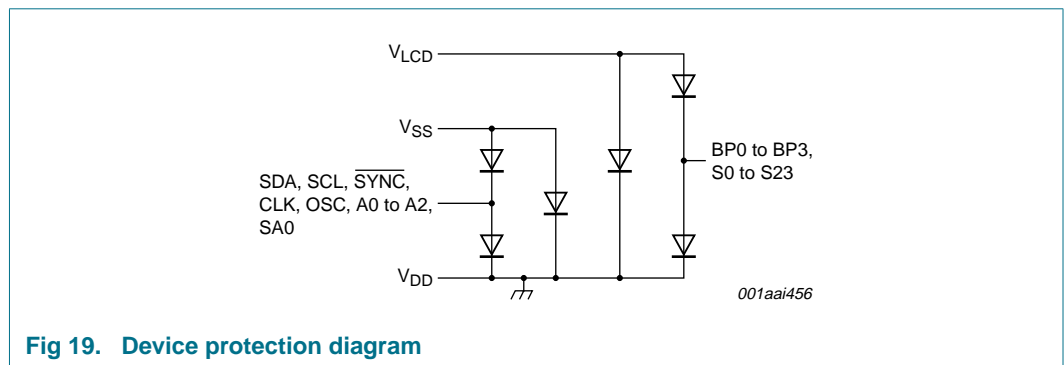 VLCD
VSS
SDA, SCL, S̅Y̅N̅C̅,
CLK, OSC, A0 to A2,
SA0
BP0 to BP3,
S0 to S23
VDD
001aai456
Fig 19. Device protection diagram